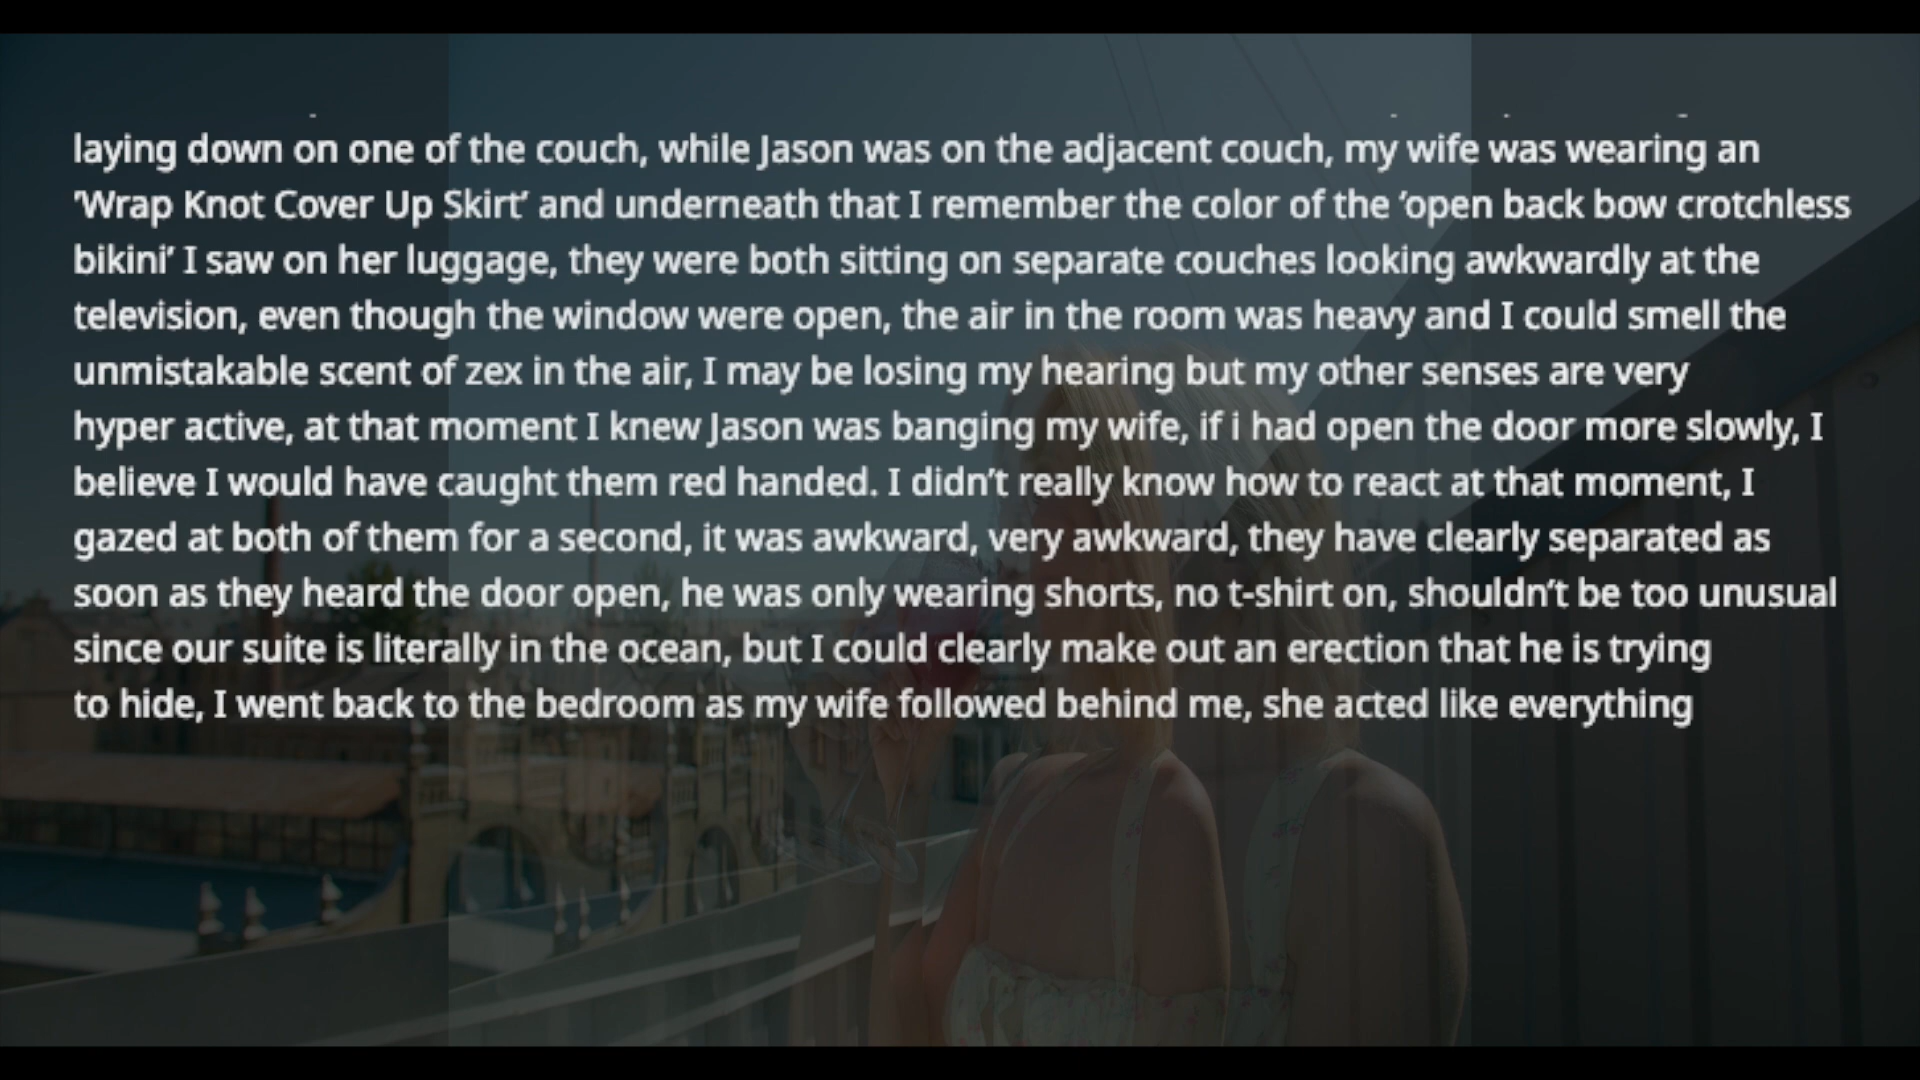 laying down on one of the couch, while Jason was on the adjacent couch, my wife was wearing an
'Wrap Knot Cover Up Skirt' and underneath that I remember the color of the 'open back bow crotchless
bikini' I saw on her luggage, they were both sitting on separate couches looking awkwardly at the
television, even though the window were open, the air in the room was heavy and I could smell the
unmistakable scent of zex in the air, I may be losing my hearing but my other senses are very
hyper active, at that moment I knew Jason was banging my wife, if i had open the door more slowly, I
believe I would have caught them red handed. I didn't really know how to react at that moment, I
gazed at both of them for a second, it was awkward, very awkward, they have clearly separated as
soon as they heard the door open, he was only wearing shorts, no t-shirt on, shouldn't be too unusual
since our suite is literally in the ocean, but I could clearly make out an erection that he is trying
to hide, I went back to the bedroom as my wife followed behind me, she acted like everything